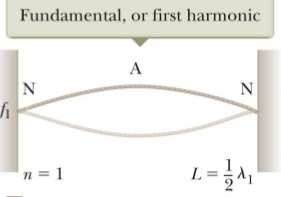 Fundamental, or first harmonic
A
N N
f₁
n = 1 L = ½ λ₁